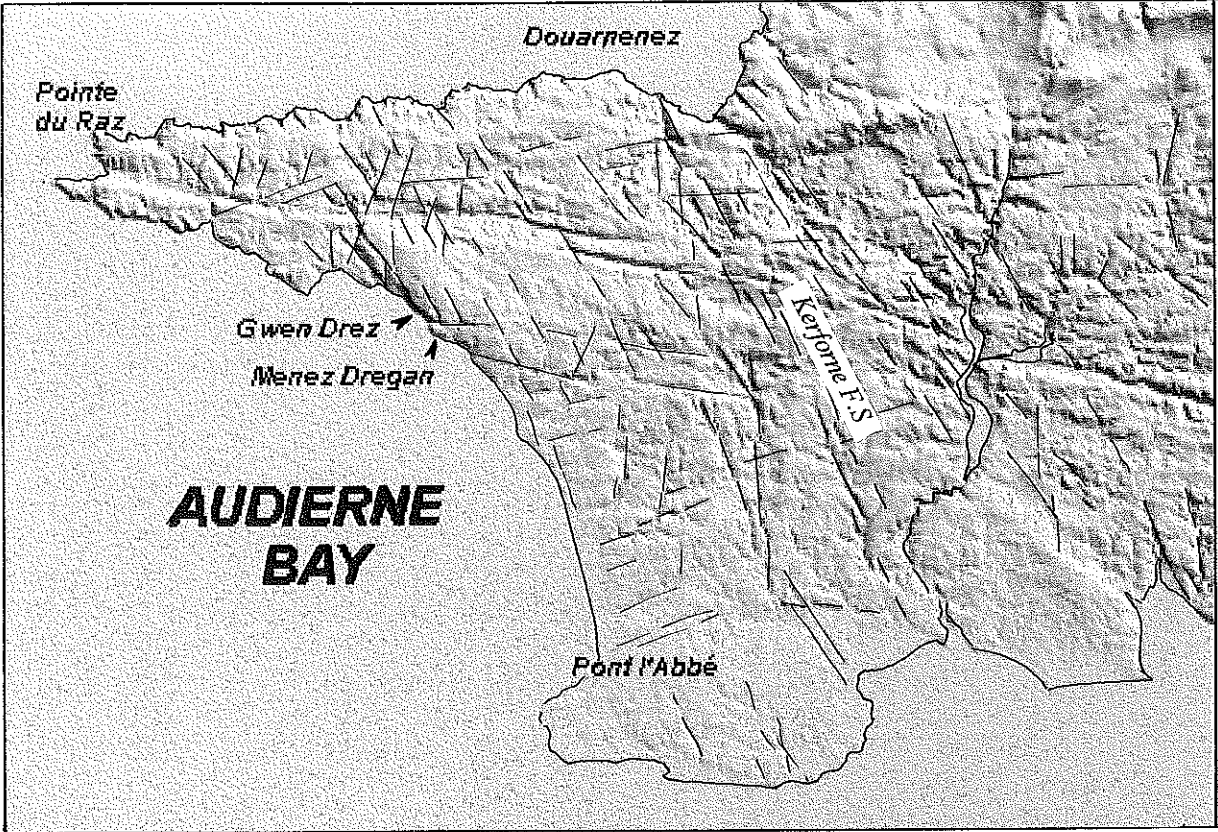 Douarnenez
Pointe
du Raz
Gwen Drez
Menez Dregan
Kerforne F.S
AUDIERNE
BAY
Pont l'Abbé